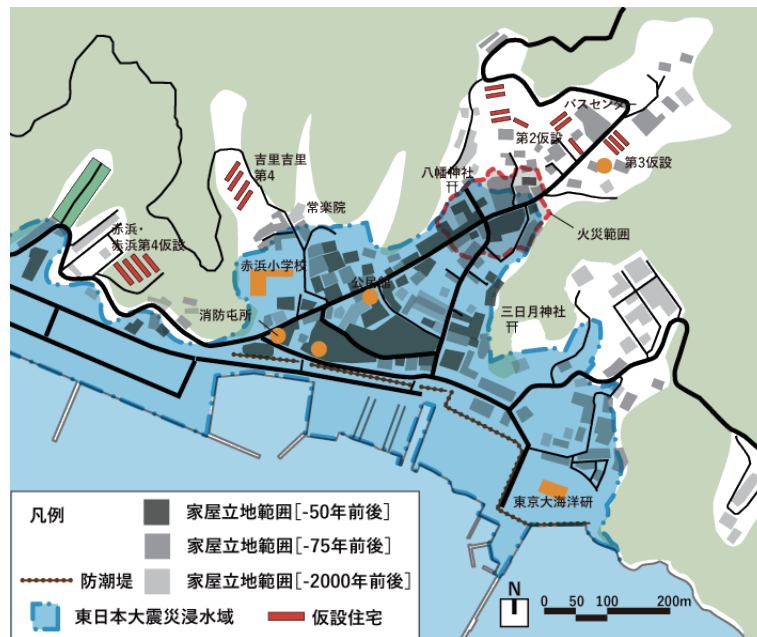 バスセンター
第2仮設
吉里吉里
第4
八幡神社
第3仮設
常楽院
火災範囲
赤浜・
赤浜第4仮設
赤浜小学校
公民館
消防屯所
三日月神社
東京大海洋研
凡例
家屋立地範囲[-50年前後]
家屋立地範囲[-75年前後]
防潮堤
家屋立地範囲[-2000年前後]
東日本大震災浸水域
仮設住宅
N
0 50 100 200m